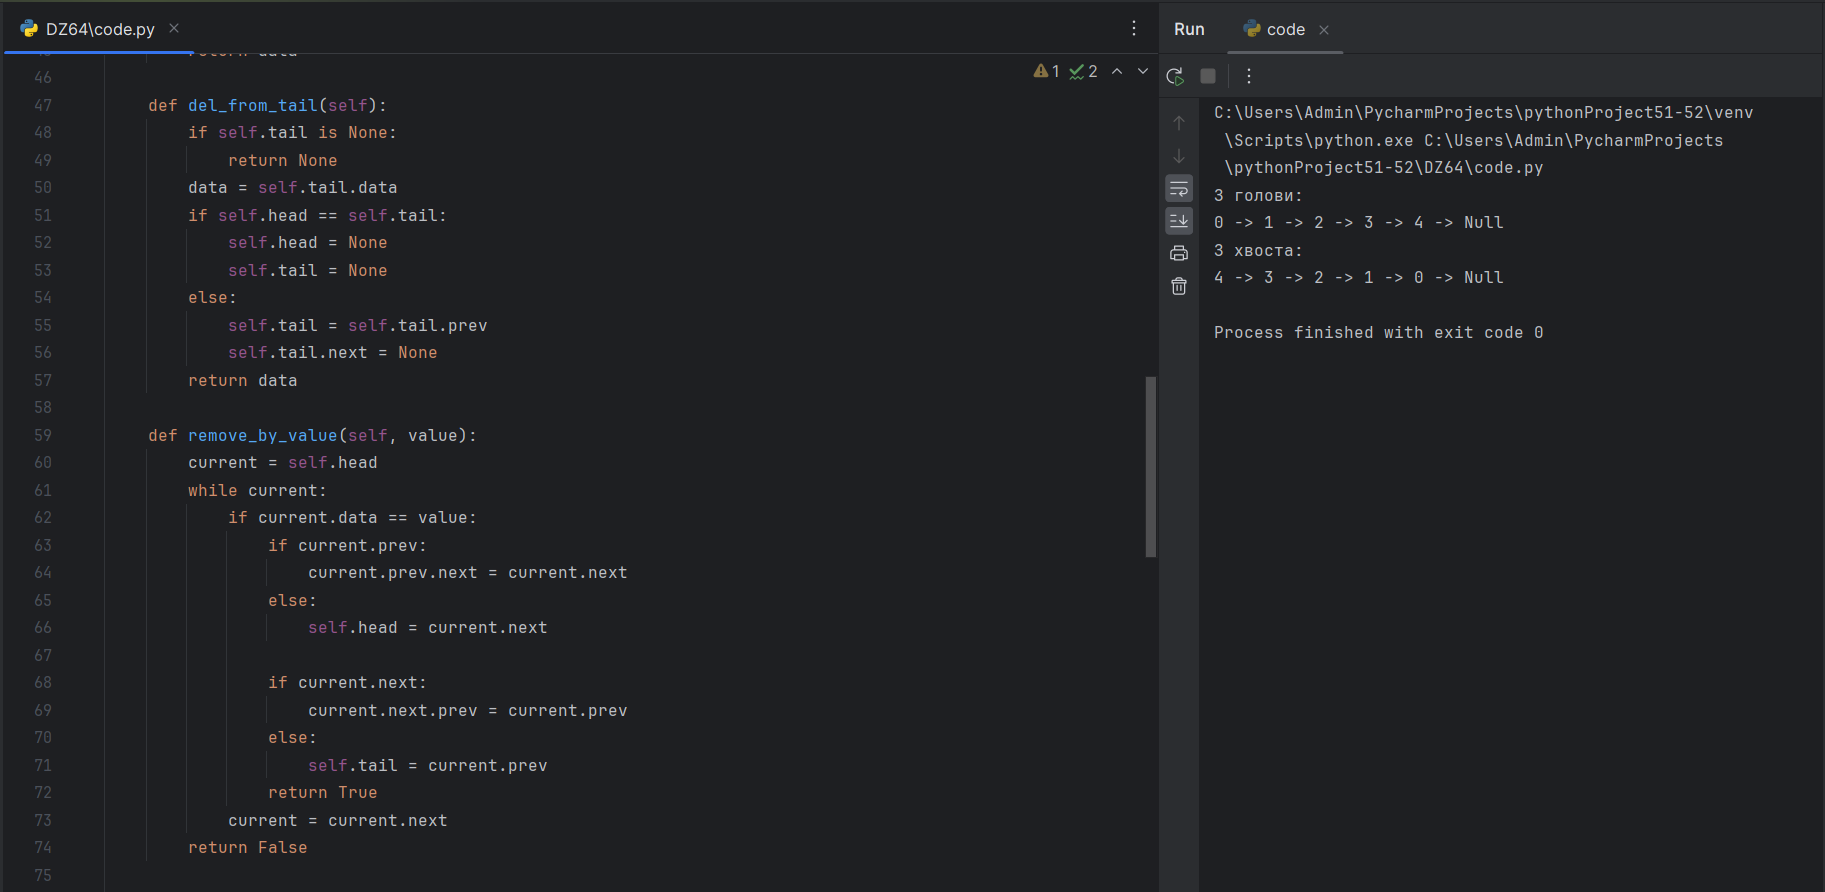 DZ64\code.py
1 2
46
47 def del_from_tail(self):
48 if self.tail is None:
49 return None
50 data = self.tail.data
51 if self.head == self.tail:
52 self.head = None
53 self.tail = None
54 else:
55 self.tail = self.tail.prev
56 self.tail.next = None
57 return data
58
59 def remove_by_value(self, value):
60 current = self.head
61 while current:
62 if current.data == value:
63 if current.prev:
64 current.prev.next = current.next
65 else:
66 self.head = current.next
67
68 if current.next:
69 current.next.prev = current.prev
70 else:
71 self.tail = current.prev
72 return True
73 current = current.next
74 return False
75
Run code
C:\Users\Admin\PycharmProjects\pythonProject51-52\venv
\Scripts\python.exe C:\Users\Admin\PycharmProjects
\pythonProject51-52\DZ64\code.py
З голови:
0 -> 1 -> 2 -> 3 -> 4 -> Null
З хвоста:
4 -> 3 -> 2 -> 1 -> 0 -> Null
Process finished with exit code 0